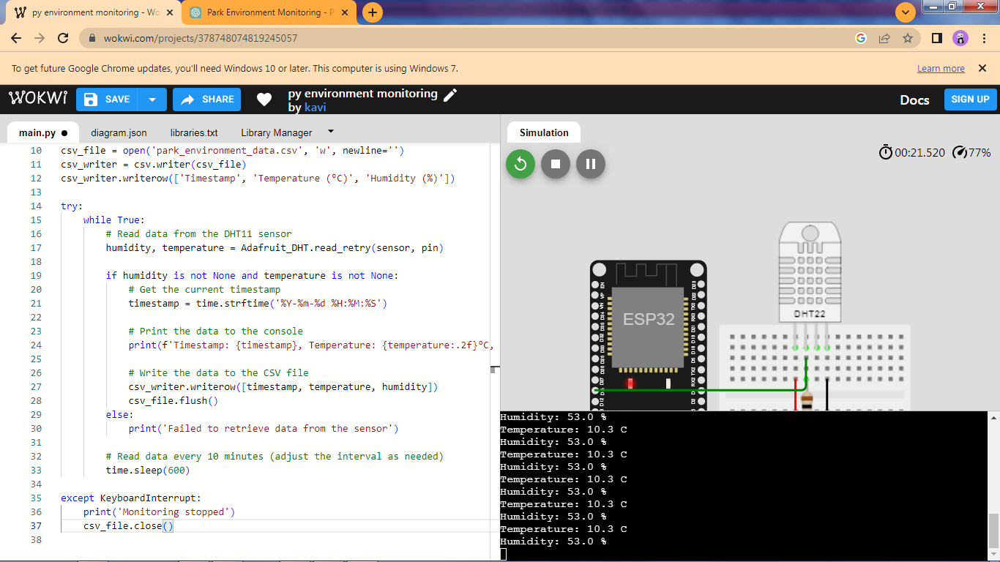 py environment monitoring - Wo
Park Environment Monitoring - P
wokwi.com/projects/378748074819245057
To get future Google Chrome updates, you'll need Windows 10 or later. This computer is using Windows 7.
Learn more
WOKWI
SAVE
SHARE
py environment monitoring
by kavi
Docs
SIGN UP
main.py
diagram.json
libraries.txt
Library Manager
Simulation
10 csv_file = open('park_environment_data.csv', 'w', newline='')
11 csv_writer = csv.writer(csv_file)
12 csv_writer.writerow(['Timestamp', 'Temperature (°C)', 'Humidity (%)'])
13
14 try:
15 while True:
16 # Read data from the DHT11 sensor
17 humidity, temperature = Adafruit_DHT.read_retry(sensor, pin)
18
19 if humidity is not None and temperature is not None:
20 # Get the current timestamp
21 timestamp = time.strftime('%Y-%m-%d %H:%M:%S')
22
23 # Print the data to the console
24 print(f'Timestamp: {timestamp}, Temperature: {temperature:.2f}°C,
25
26 # Write the data to the CSV file
27 csv_writer.writerow([timestamp, temperature, humidity])
28 csv_file.flush()
29 else:
30 print('Failed to retrieve data from the sensor')
31
32 # Read data every 10 minutes (adjust the interval as needed)
33 time.sleep(600)
34
35 except KeyboardInterrupt:
36 print('Monitoring stopped')
37 csv_file.close()
38
00:21.520
77%
ESP32
DHT22
Humidity: 53.0 %
Temperature: 10.3 C
Humidity: 53.0 %
Temperature: 10.3 C
Humidity: 53.0 %
Temperature: 10.3 C
Humidity: 53.0 %
Temperature: 10.3 C
Humidity: 53.0 %
Temperature: 10.3 C
Humidity: 53.0 %